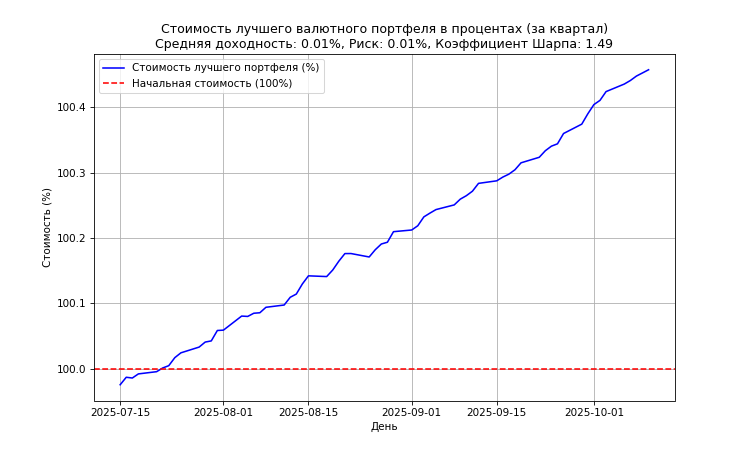 Стоимость лучшего валютного портфеля в процентах (за квартал)
Средняя доходность: 0.01%, Риск: 0.01%, Коэффициент Шарпа: 1.49
Стоимость лучшего портфеля (%)
Начальная стоимость (100%)
Стоимость (%)
100.4
100.3
100.2
100.1
100.0
2025-07-15
2025-08-01
2025-08-15
2025-09-01
2025-09-15
2025-10-01
День